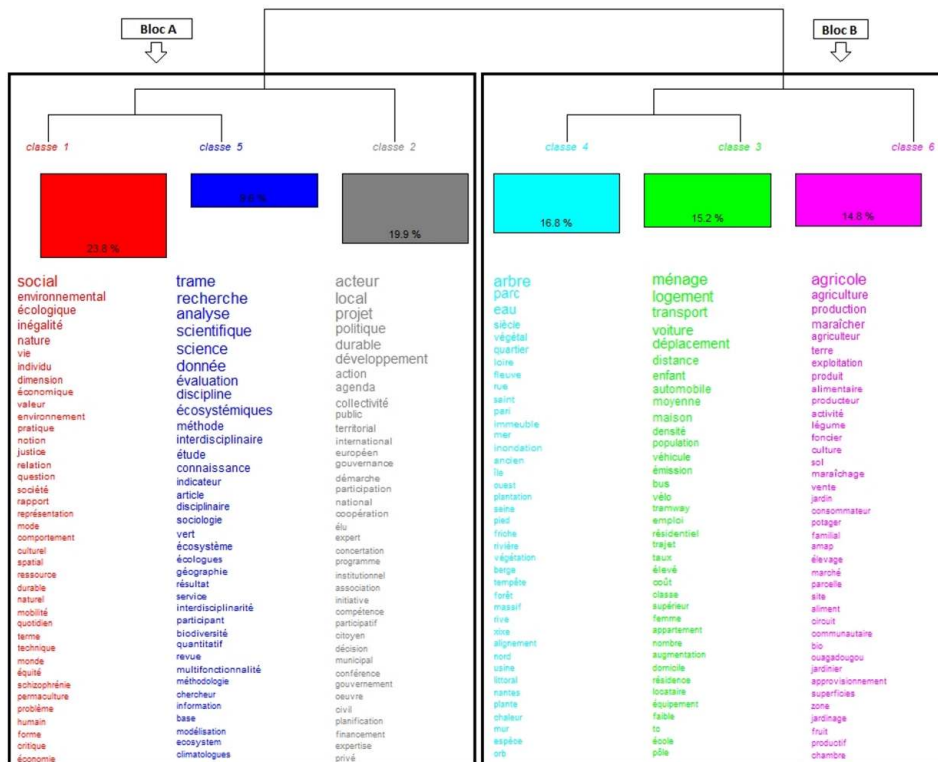 Bloc A
Bloc B
classe 1
classe 5
classe 2
classe 4
classe 3
classe 6
23.8 %
9.5 %
19.9 %
16.8 %
15.2 %
14.8 %
social
environnemental
écologique
inégalité
nature
vie
individu
dimension
économique
valeur
environnement
pratique
notion
justice
relation
question
société
rapport
représentation
mode
comportement
culturel
spatial
ressource
durable
naturel
mobilité
quotidien
terme
technique
monde
équité
schizophrénie
permaculture
problème
humain
forme
critique
économie
trame
recherche
analyse
scientifique
science
donnée
évaluation
discipline
écosystémiques
méthode
interdisciplinaire
étude
connaissance
indicateur
article
disciplinaire
sociologie
vert
écosystème
écologues
géographie
résultat
service
interdisciplinarité
participant
biodiversité
quantitatif
revue
multifonctionnalité
méthodologie
chercheur
information
base
modélisation
ecosystem
climatologues
acteur
local
projet
politique
durable
développement
action
agenda
collectivité
public
territorial
international
européen
gouvernance
démarche
participation
national
coopération
élu
expert
concertation
programme
institutionnel
association
initiative
compétence
participatif
citoyen
décision
municipal
conférence
gouvernement
oeuvre
civil
planification
financement
expertise
privé
arbre
parc
eau
siècle
végétal
quartier
loire
fleuve
rue
saint
pari
immeuble
mer
inondation
ancien
île
ouest
plantation
seine
pied
friche
rivière
végétation
berge
tempête
forêt
massif
rive
xixe
alignement
nord
usine
littoral
nantes
plante
chaleur
mur
espèce
orb
ménage
logement
transport
voiture
déplacement
distance
enfant
automobile
moyenne
maison
densité
population
véhicule
émission
bus
vélo
tramway
emploi
résidentiel
trajet
taux
élevé
coût
classe
supérieur
femme
appartement
nombre
augmentation
domicile
résidence
locataire
équipement
faible
tc
école
pôle
agricole
agriculture
production
maraîcher
agriculteur
terre
exploitation
produit
alimentaire
producteur
activité
légume
foncier
culture
sol
maraîchage
vente
jardin
consommateur
potager
familial
amap
élevage
marché
parcelle
site
aliment
circuit
communautaire
bio
ouagadougou
jardinier
approvisionnement
superficies
zone
jardinage
fruit
productif
chambre